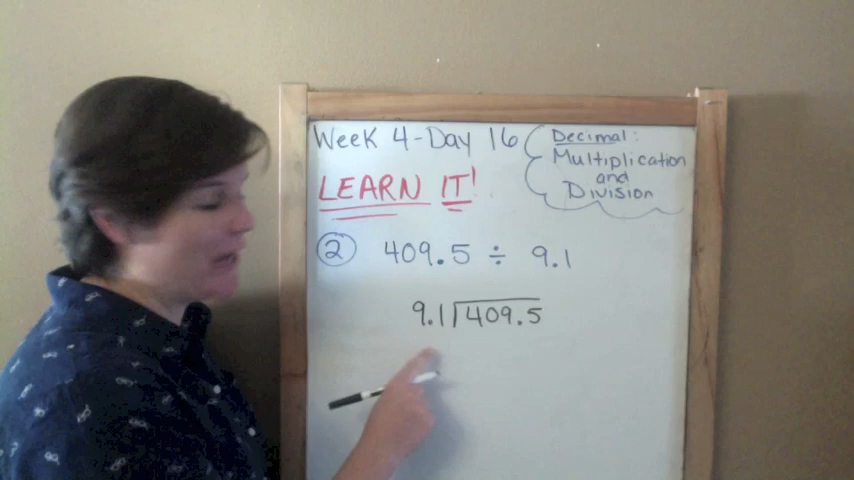 Week 4-Day 16
Decimal:
Multiplication
and
Division
LEARN IT!
2 409.5 ÷ 9.1
9.1 409.5